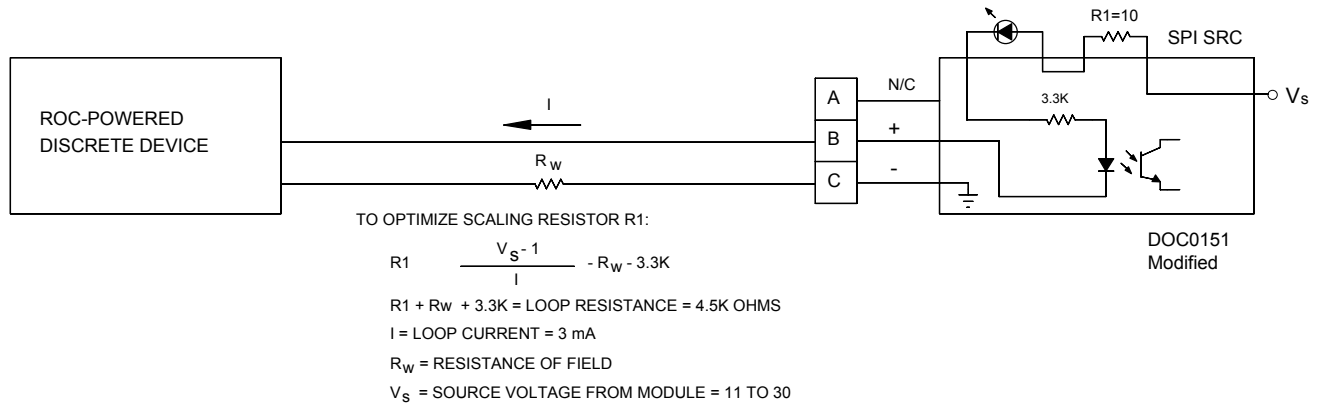 R1=10
SPI SRC
ROC-POWERED
DISCRETE DEVICE
I
A
N/C
3.3K
Vs
B
+
RW
C
-
TO OPTIMIZE SCALING RESISTOR R1:
R1 VS - 1 / I - RW - 3.3K
R1 + Rw + 3.3K = LOOP RESISTANCE = 4.5K OHMS
I = LOOP CURRENT = 3 mA
RW = RESISTANCE OF FIELD
VS = SOURCE VOLTAGE FROM MODULE = 11 TO 30
DOC0151
Modified